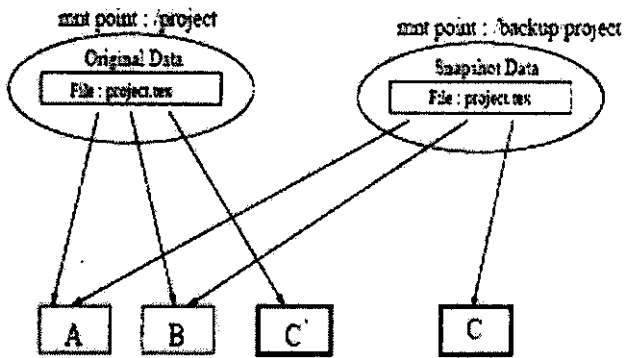 mnt point : /project
mnt point : /backup/project
Original Data
Snapshot Data
File : project.tex
File : project.tex
A
B
C'
C